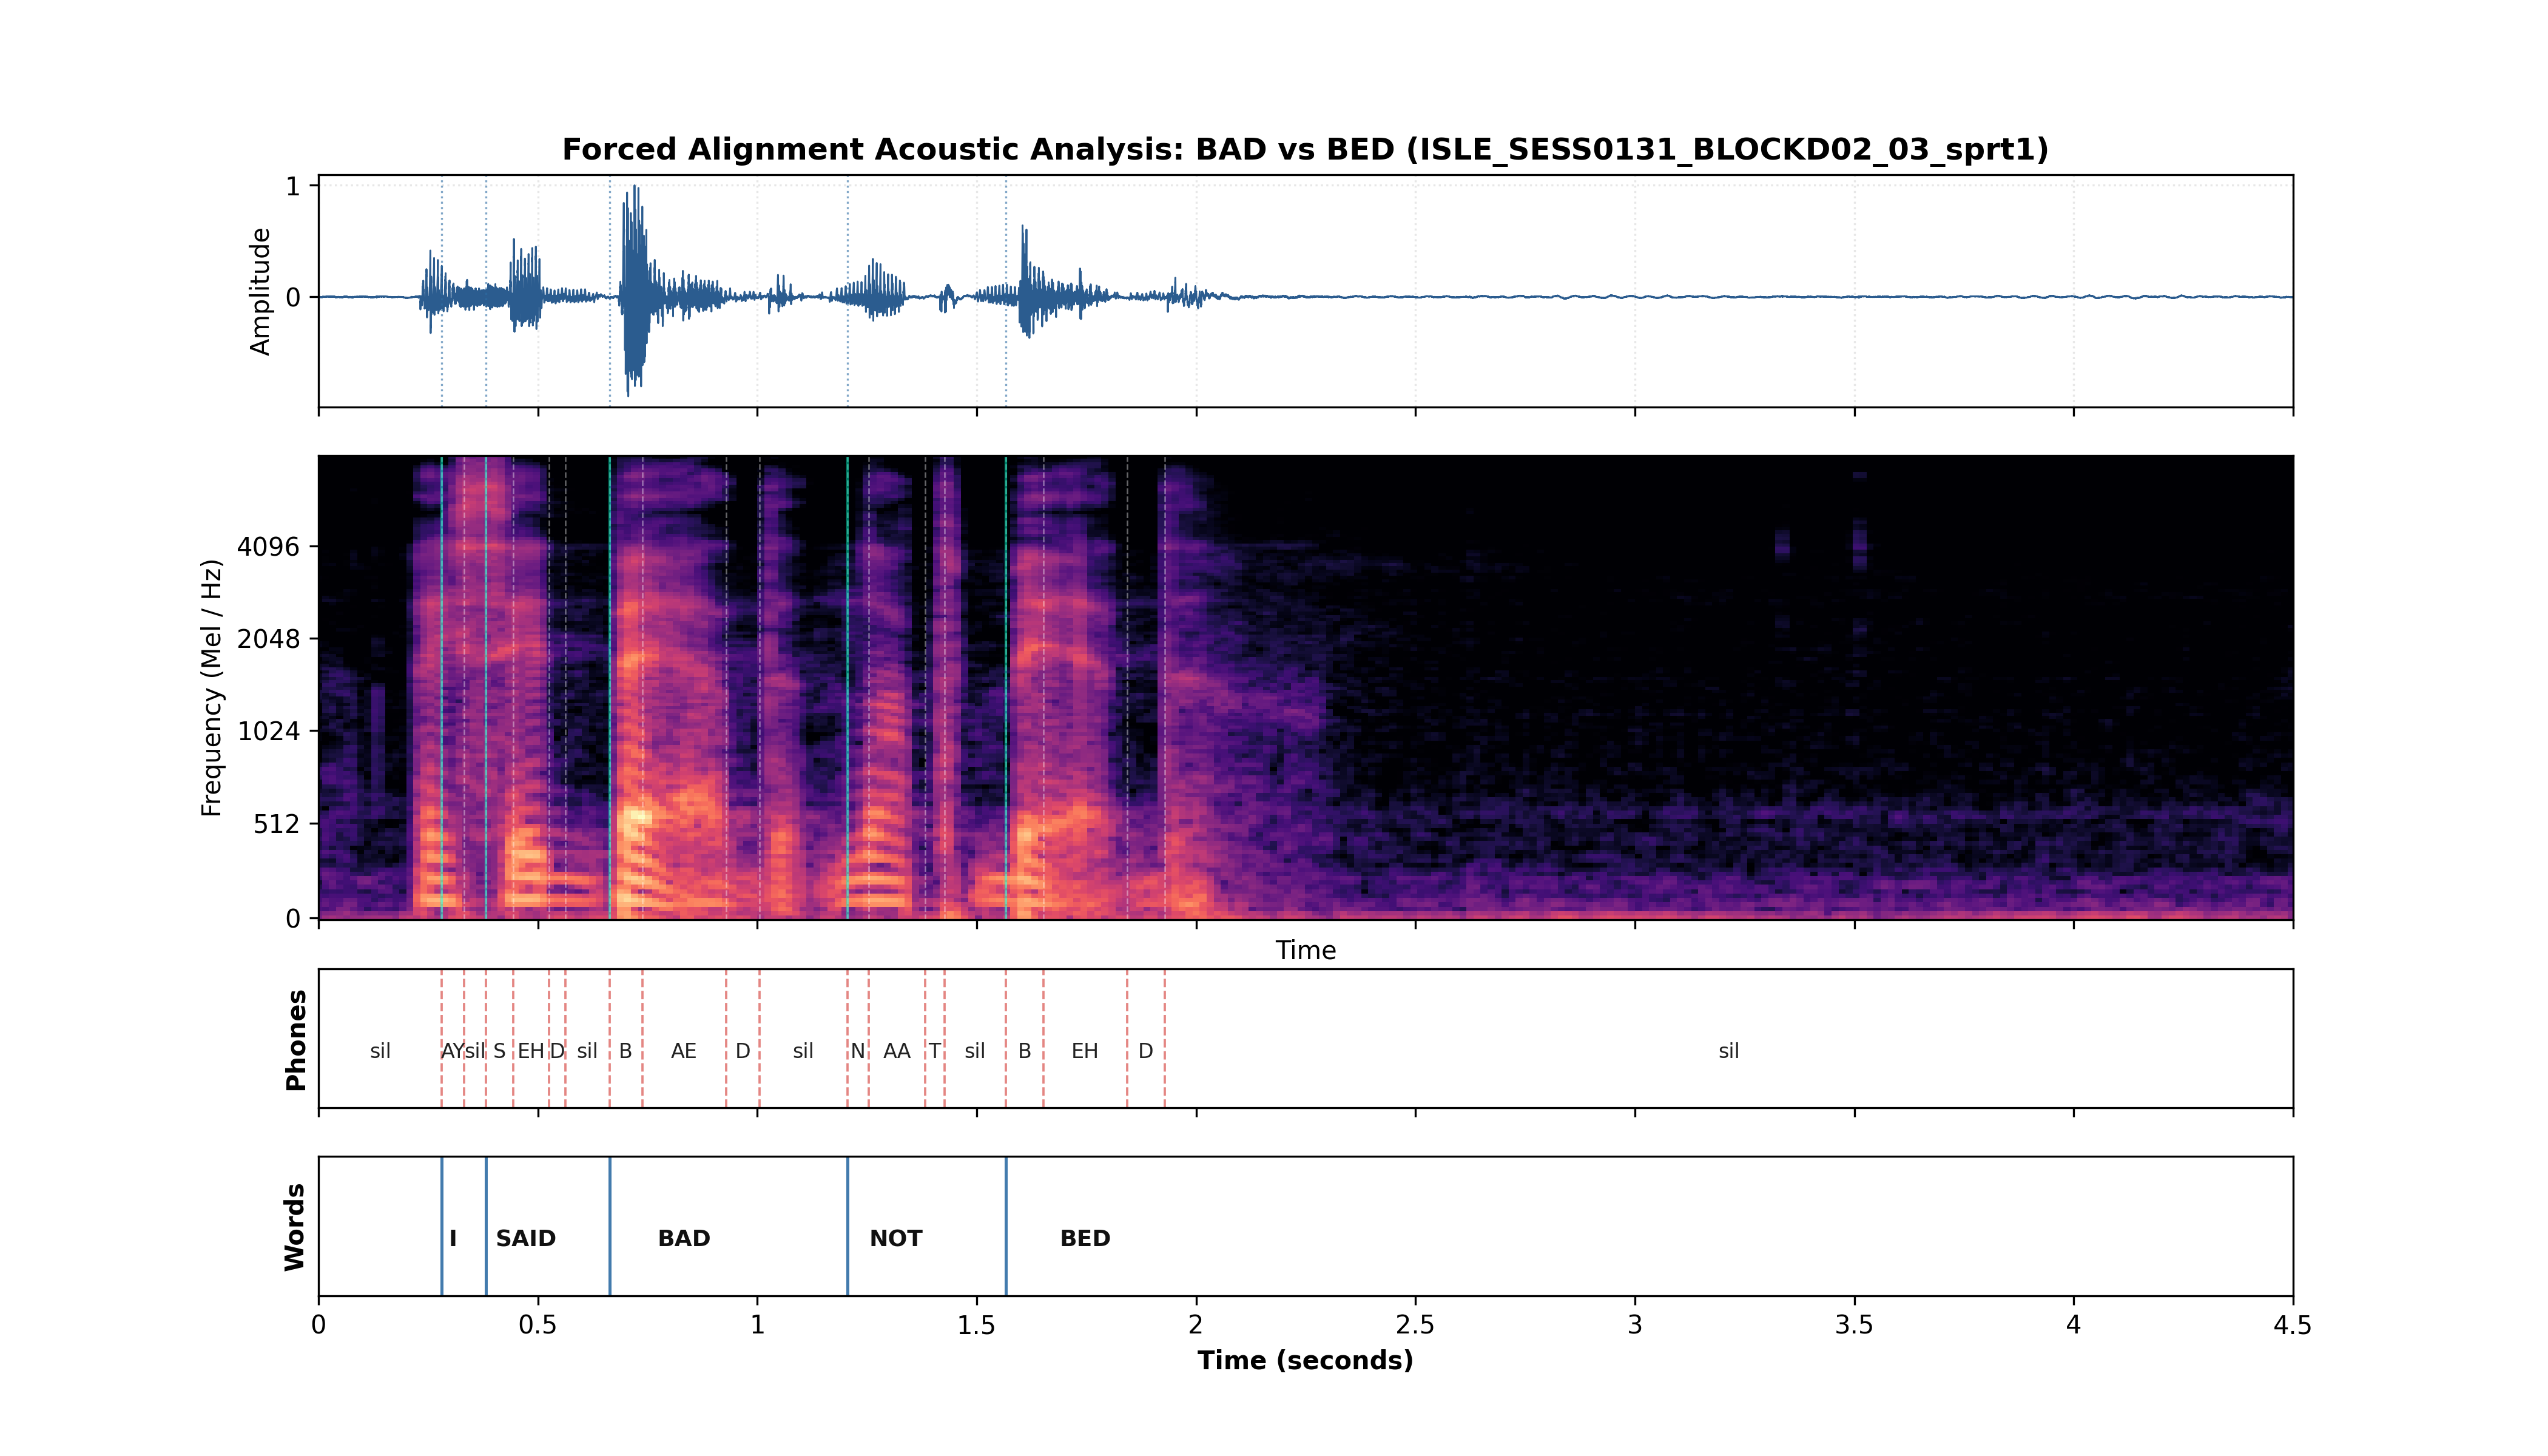 Forced Alignment Acoustic Analysis: BAD vs BED (ISLE_SESS0131_BLOCKD02_03_sprt1)
1
0
Amplitude
4096
2048
1024
512
0
Frequency (Mel / Hz)
Time
Phones
sil AY sil S EH D sil B AE D sil N AA T sil B EH D sil
Words
I SAID BAD NOT BED
0 0.5 1 1.5 2 2.5 3 3.5 4 4.5
Time (seconds)